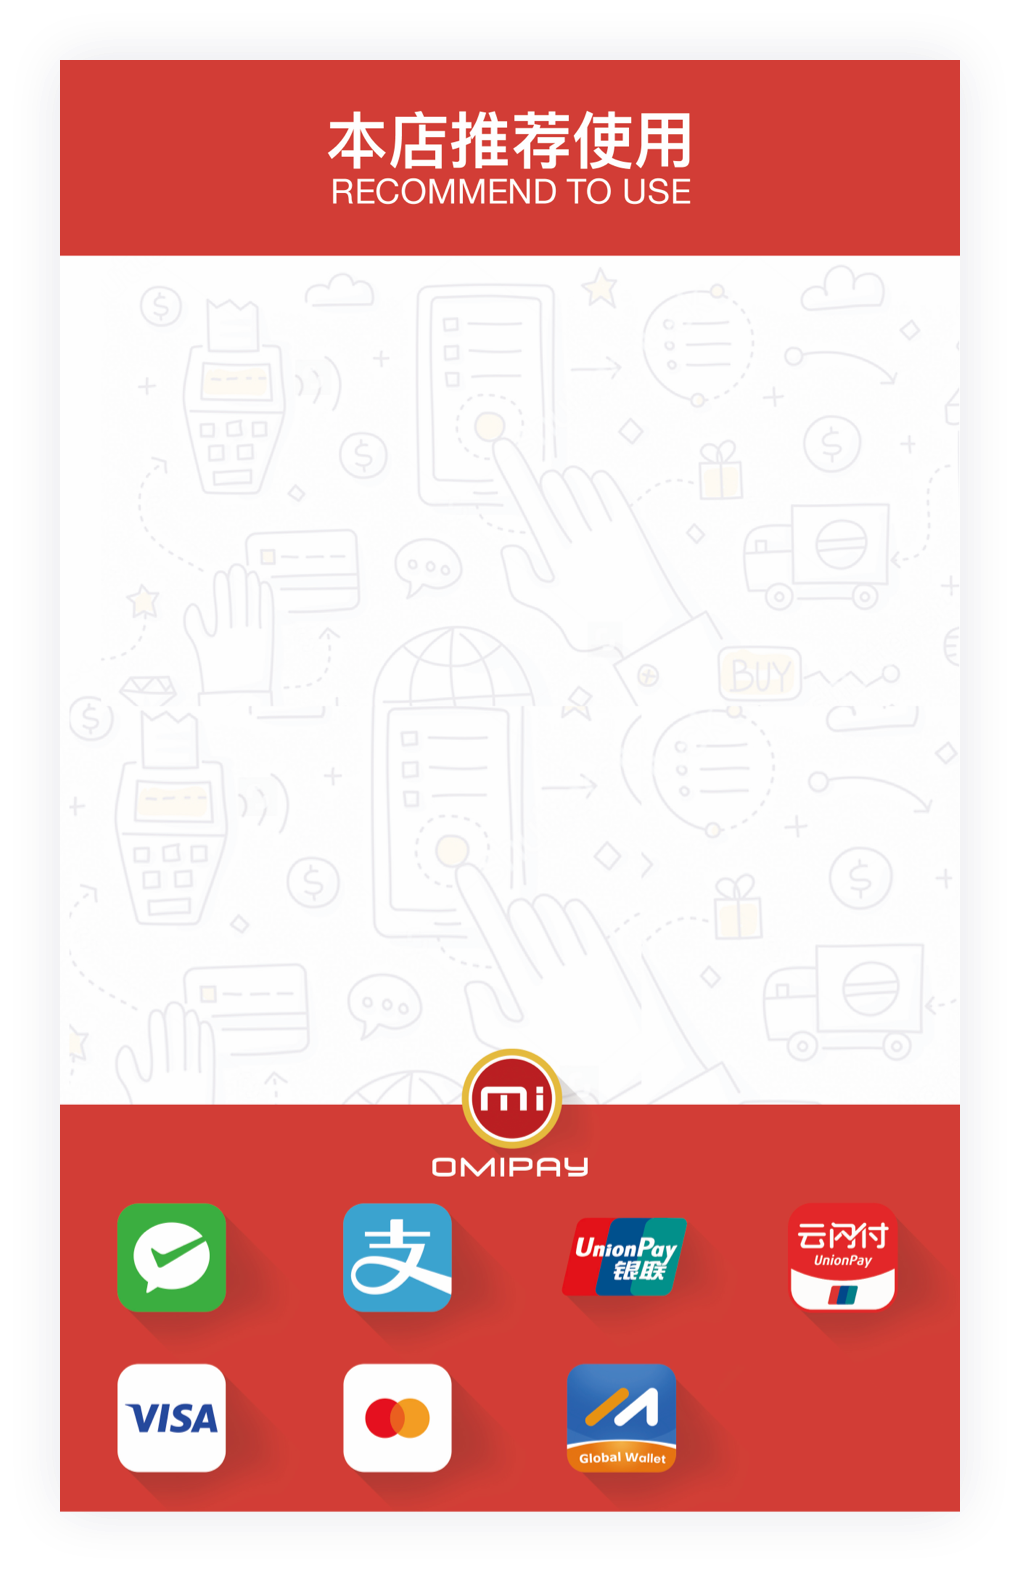 本店推荐使用
RECOMMEND TO USE
BUY
mi
OMIPAY
UnionPay
银联
云闪付
UnionPay
支
VISA
Global Wallet